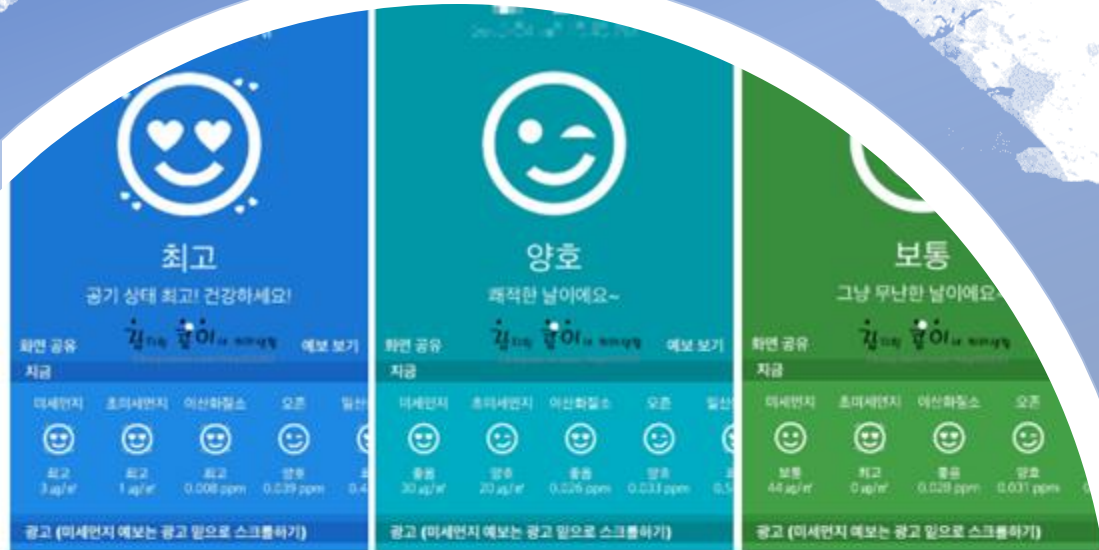 최고
공기 상태 최고! 건강하세요!
화면 공유
예보 보기
지금
미세먼지 초미세먼지 이산화질소 오존
최고 최고 최고 양호
3 ㎍/㎥ 1 ㎍/㎥ 0.008 ppm 0.039 ppm
광고 (미세먼지 예보는 광고 밑으로 스크롤하기)
양호
쾌적한 날이에요~
화면 공유
예보 보기
지금
미세먼지 초미세먼지 이산화질소 오존
좋음 양호 좋음 양호
30 ㎍/㎥ 20 ㎍/㎥ 0.026 ppm 0.033 ppm
광고 (미세먼지 예보는 광고 밑으로 스크롤하기)
보통
그냥 무난한 날이에요~
화면 공유
지금
미세먼지 초미세먼지 이산화질소 오존
보통 최고 좋음 양호
44 ㎍/㎥ 0 ㎍/㎥ 0.028 ppm 0.031 ppm
광고 (미세먼지 예보는 광고 밑으로 스크롤하기)